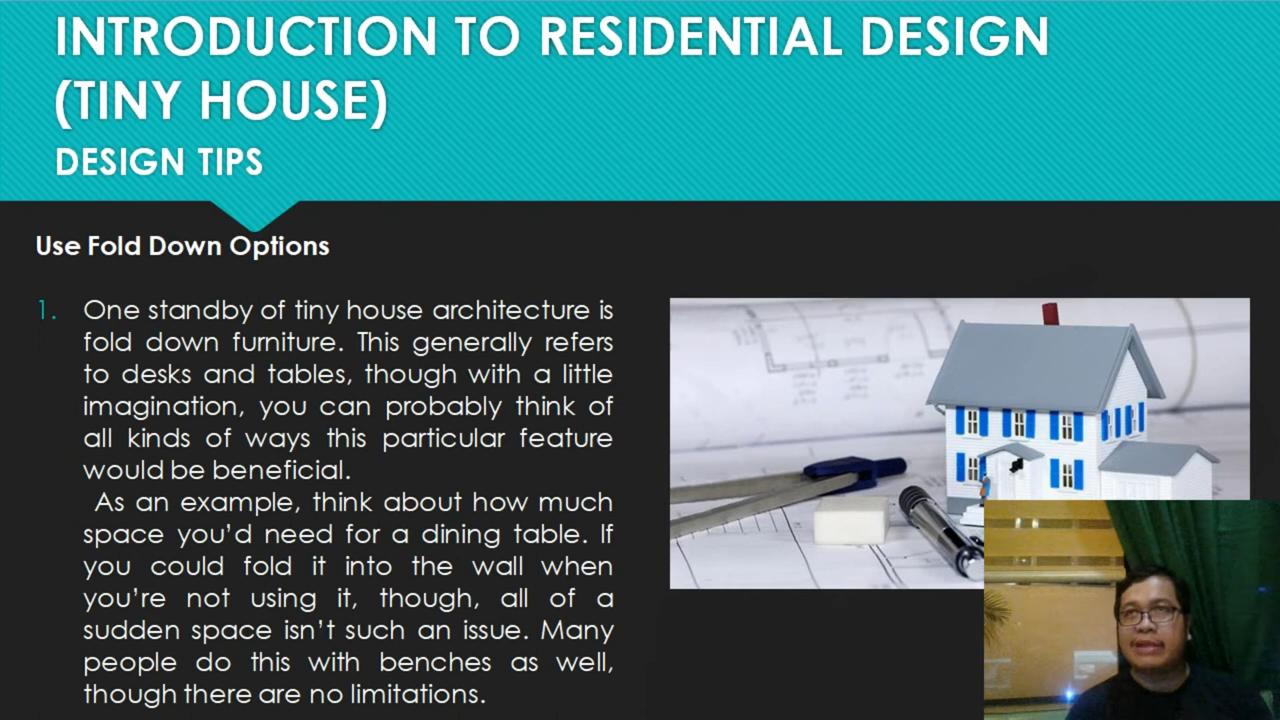 INTRODUCTION TO RESIDENTIAL DESIGN
(TINY HOUSE)
DESIGN TIPS
Use Fold Down Options
1. One standby of tiny house architecture is
fold down furniture. This generally refers
to desks and tables, though with a little
imagination, you can probably think of
all kinds of ways this particular feature
would be beneficial.
As an example, think about how much
space you'd need for a dining table. If
you could fold it into the wall when
you're not using it, though, all of a
sudden space isn't such an issue. Many
people do this with benches as well,
though there are no limitations.